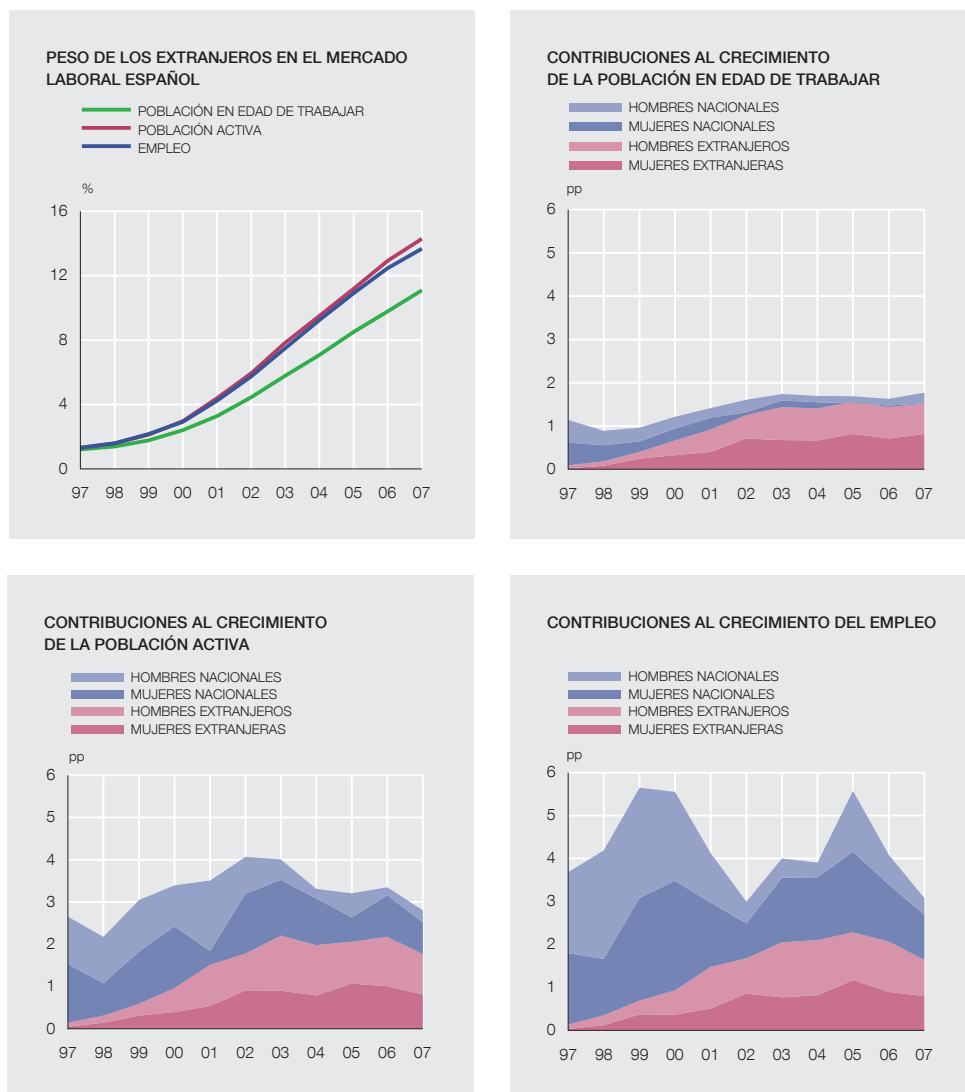 PESO DE LOS EXTRANJEROS EN EL MERCADO
LABORAL ESPAÑOL
POBLACIÓN EN EDAD DE TRABAJAR
POBLACIÓN ACTIVA
EMPLEO
%
16
12
8
4
0
97 98 99 00 01 02 03 04 05 06 07
CONTRIBUCIONES AL CRECIMIENTO
DE LA POBLACIÓN EN EDAD DE TRABAJAR
HOMBRES NACIONALES
MUJERES NACIONALES
HOMBRES EXTRANJEROS
MUJERES EXTRANJERAS
pp
6
5
4
3
2
1
0
97 98 99 00 01 02 03 04 05 06 07
CONTRIBUCIONES AL CRECIMIENTO
DE LA POBLACIÓN ACTIVA
HOMBRES NACIONALES
MUJERES NACIONALES
HOMBRES EXTRANJEROS
MUJERES EXTRANJERAS
pp
6
5
4
3
2
1
0
97 98 99 00 01 02 03 04 05 06 07
CONTRIBUCIONES AL CRECIMIENTO DEL EMPLEO
HOMBRES NACIONALES
MUJERES NACIONALES
HOMBRES EXTRANJEROS
MUJERES EXTRANJERAS
pp
6
5
4
3
2
1
0
97 98 99 00 01 02 03 04 05 06 07